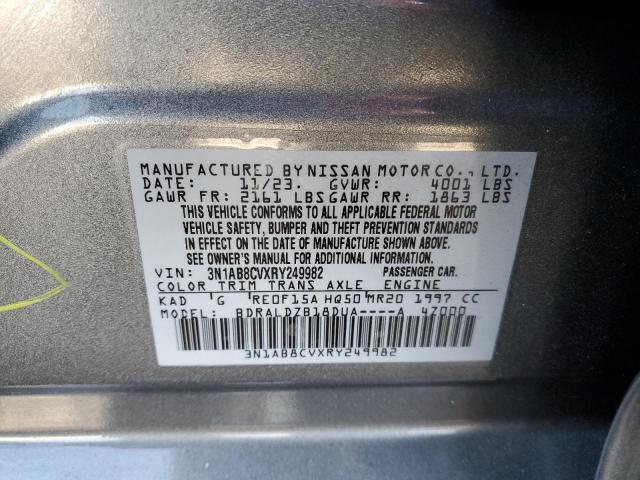 MANUFACTURED BY NISSAN MOTOR CO., LTD.
DATE: 11/23. GVWR: 4001 LBS
GAWR FR: 2161 LBS GAWR RR: 1863 LBS
THIS VEHICLE CONFORMS TO ALL APPLICABLE FEDERAL MOTOR
VEHICLE SAFETY, BUMPER AND THEFT PREVENTION STANDARDS
IN EFFECT ON THE DATE OF MANUFACTURE SHOWN ABOVE.
SEE OWNER'S MANUAL FOR ADDITIONAL INFORMATION.
VIN: 3N1AB8CVXRY249982 PASSENGER CAR.
COLOR TRIM TRANS AXLE ENGINE
KAD G RE0F15A HQ50 MR20 1997 CC
MODEL: BDRALDZB18DUA----A 4Z000
3N1AB8CVXRY249982